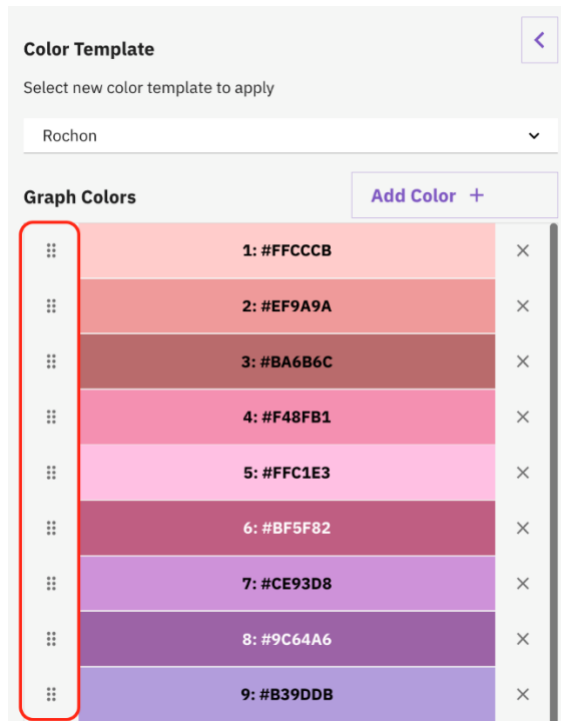 Color Template
Select new color template to apply
Rochon
Graph Colors
Add Color +
1: #FFCCCB
2: #EF9A9A
3: #BA6B6C
4: #F48FB1
5: #FFC1E3
6: #BF5F82
7: #CE93D8
8: #9C64A6
9: #B39DDB